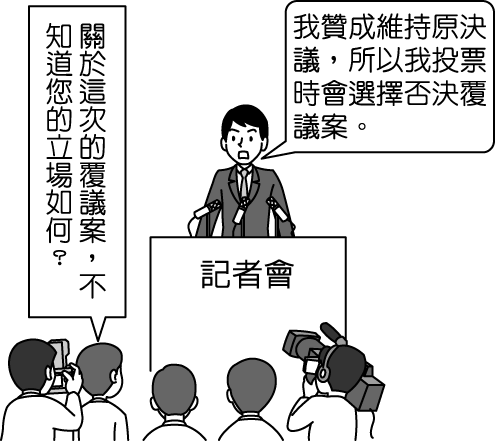 關於這次的覆議案，不
知道您的立場如何？
我贊成維持原決
議，所以我投票
時會選擇否決覆
議案。
記者會